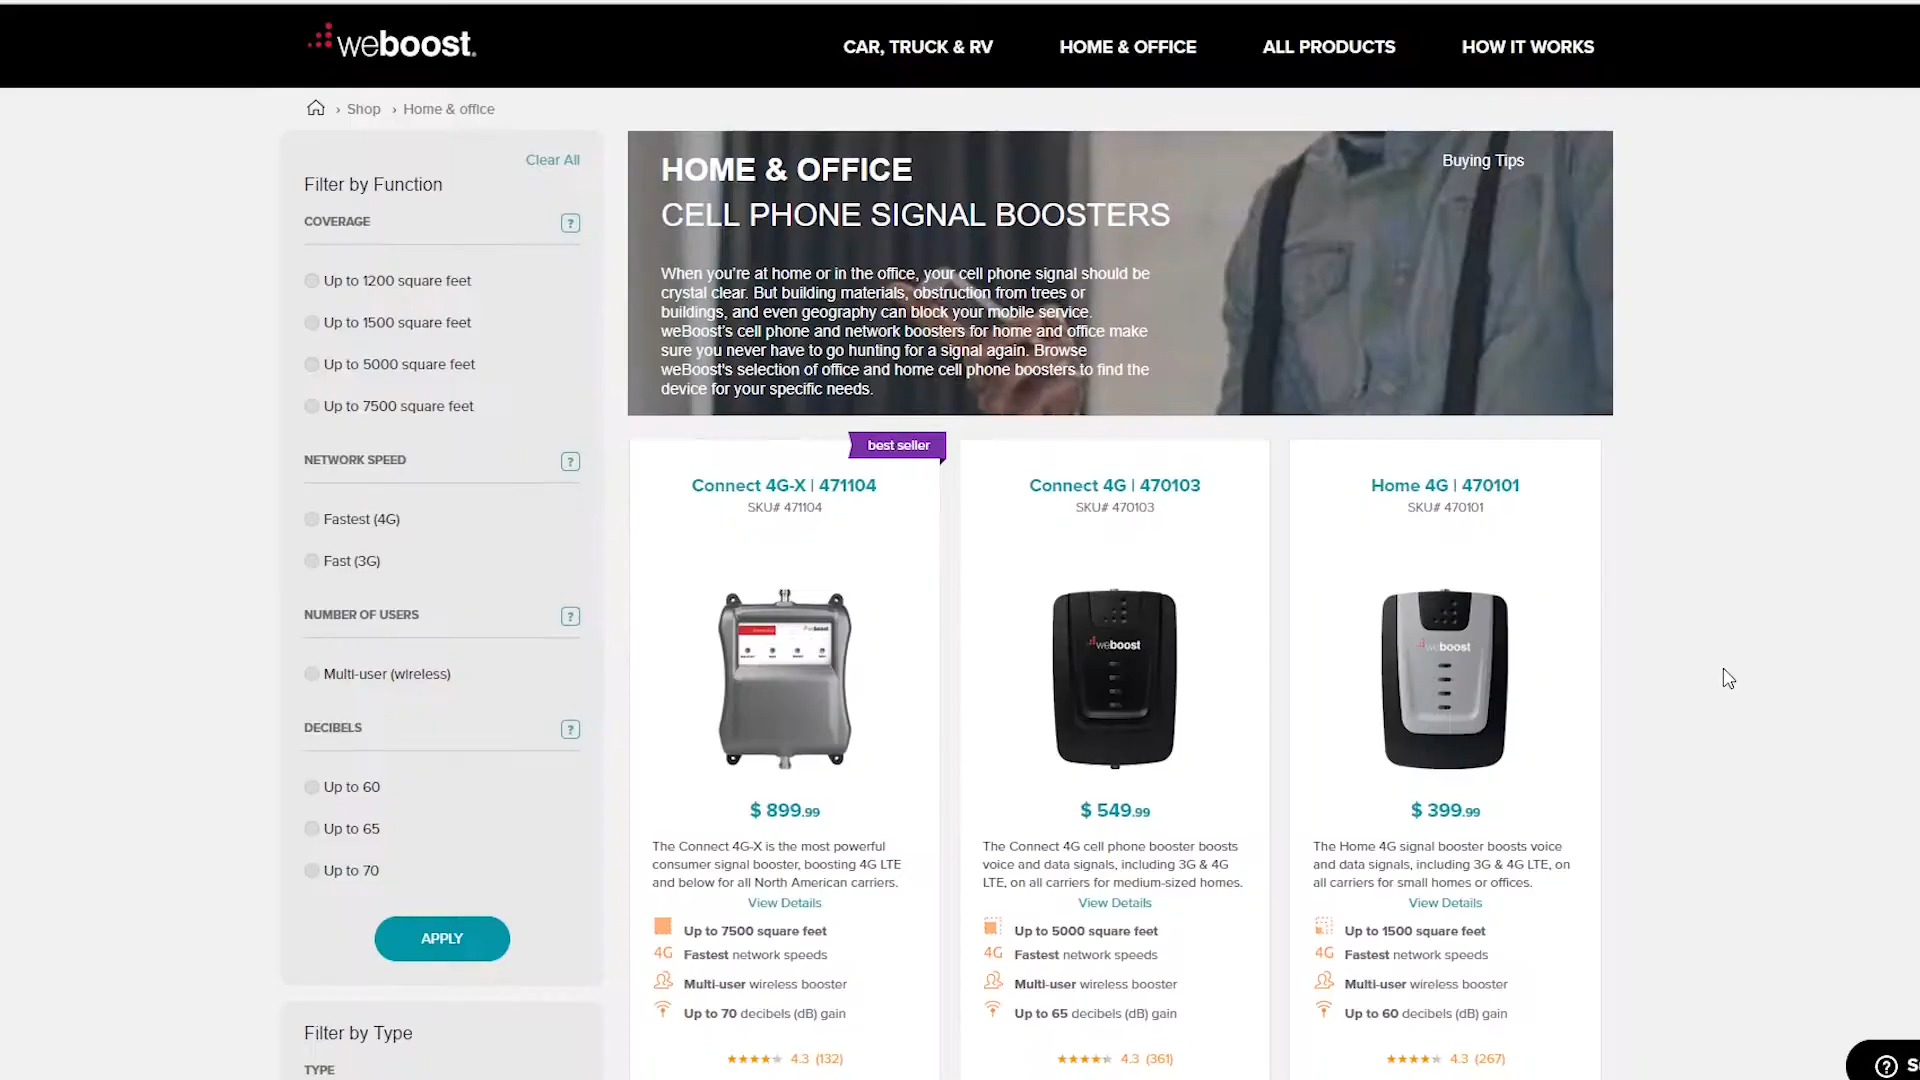 weboost.
CAR, TRUCK & RV
HOME & OFFICE
ALL PRODUCTS
HOW IT WORKS
› Shop › Home & office
Clear All
Filter by Function
COVERAGE
?
Up to 1200 square feet
Up to 1500 square feet
Up to 5000 square feet
Up to 7500 square feet
NETWORK SPEED
?
Fastest (4G)
Fast (3G)
NUMBER OF USERS
?
Multi-user (wireless)
DECIBELS
?
Up to 60
Up to 65
Up to 70
APPLY
Filter by Type
TYPE
HOME & OFFICE
CELL PHONE SIGNAL BOOSTERS
Buying Tips
When you're at home or in the office, your cell phone signal should be
crystal clear. But building materials, obstruction from trees or
buildings, and even geography can block your mobile service.
weBoost's cell phone and network boosters for home and office make
sure you never have to go hunting for a signal again. Browse
weBoost's selection of office and home cell phone boosters to find the
device for your specific needs.
best seller
Connect 4G-X | 471104
SKU# 471104
weboost
$ 899.99
The Connect 4G-X is the most powerful
consumer signal booster, boosting 4G LTE
and below for all North American carriers.
View Details
Up to 7500 square feet
4G Fastest network speeds
Multi-user wireless booster
Up to 70 decibels (dB) gain
4.3 (132)
Connect 4G | 470103
SKU# 470103
weboost
$ 549.99
The Connect 4G cell phone booster boosts
voice and data signals, including 3G & 4G
LTE, on all carriers for medium-sized homes.
View Details
Up to 5000 square feet
4G Fastest network speeds
Multi-user wireless booster
Up to 65 decibels (dB) gain
4.3 (361)
Home 4G | 470101
SKU# 470101
weboost
$ 399.99
The Home 4G signal booster boosts voice
and data signals, including 3G & 4G LTE, on
all carriers for small homes or offices.
View Details
Up to 1500 square feet
4G Fastest network speeds
Multi-user wireless booster
Up to 60 decibels (dB) gain
4.3 (267)
?